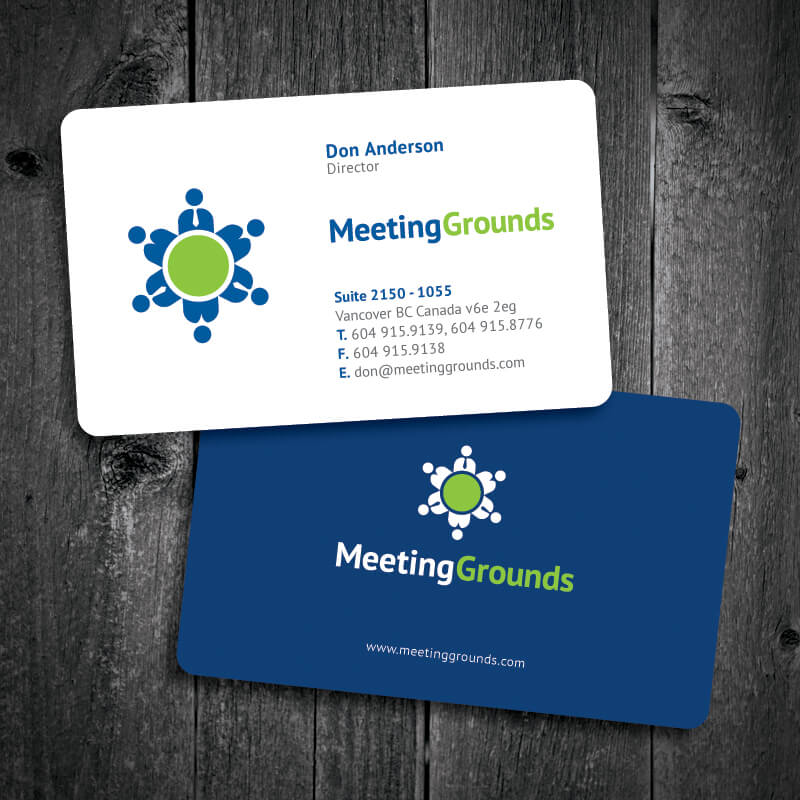 Don Anderson
Director
MeetingGrounds
Suite 2150 - 1055
Vancover BC Canada v6e 2eg
T. 604 915.9139, 604 915.8776
F. 604 915.9138
E. don@meetinggrounds.com
MeetingGrounds
www.meetinggrounds.com